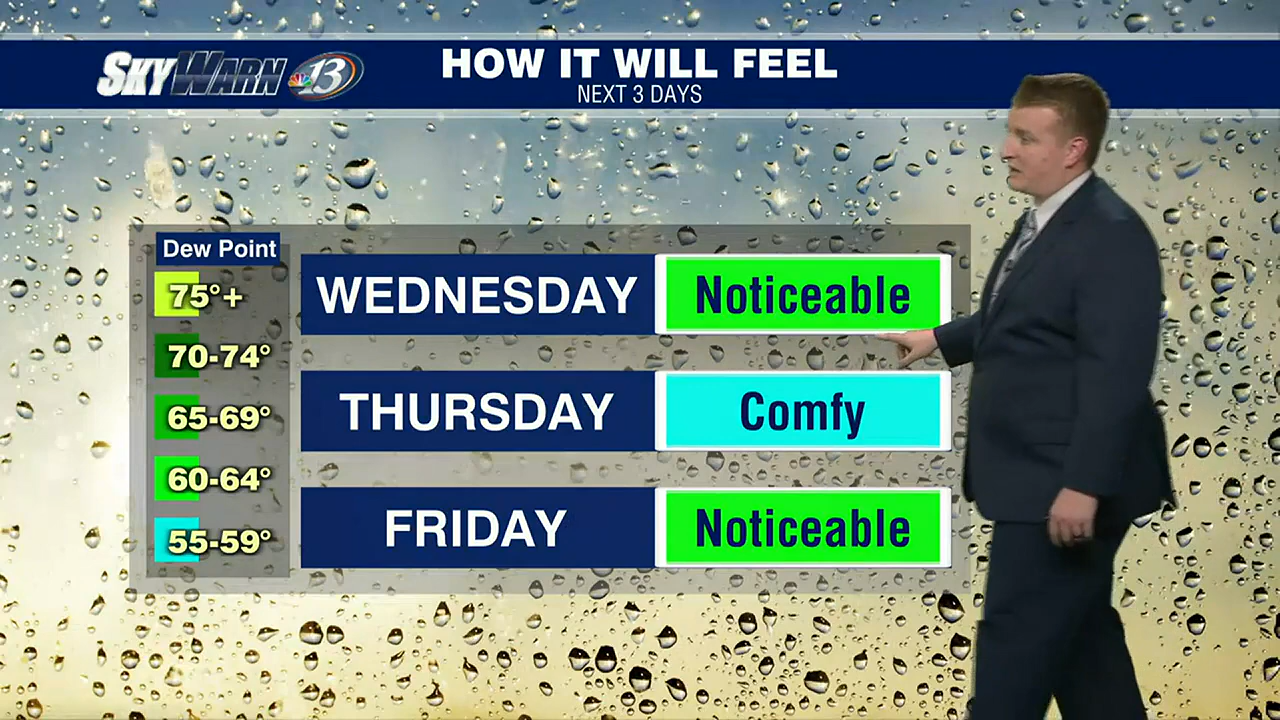 SKYWARN 13
HOW IT WILL FEEL
NEXT 3 DAYS
Dew Point
75°+
70-74°
65-69°
60-64°
55-59°
WEDNESDAY Noticeable
THURSDAY Comfy
FRIDAY Noticeable